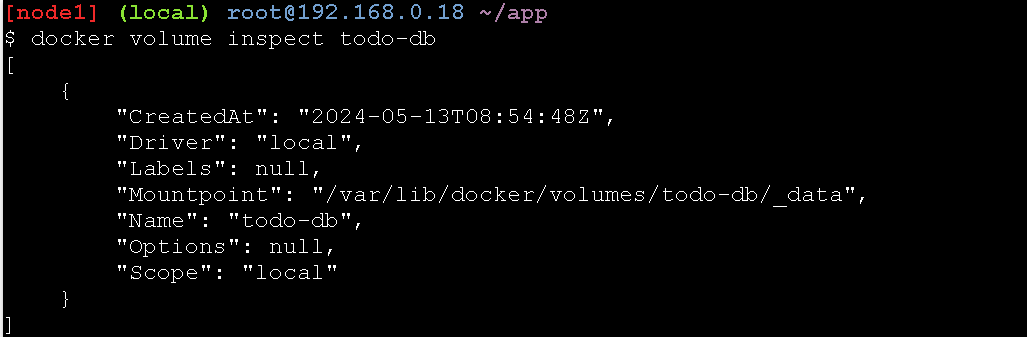 [node1] (local) root@192.168.0.18 ~/app
$ docker volume inspect todo-db
[
    {
        "CreatedAt": "2024-05-13T08:54:48Z",
        "Driver": "local",
        "Labels": null,
        "Mountpoint": "/var/lib/docker/volumes/todo-db/_data",
        "Name": "todo-db",
        "Options": null,
        "Scope": "local"
    }
]